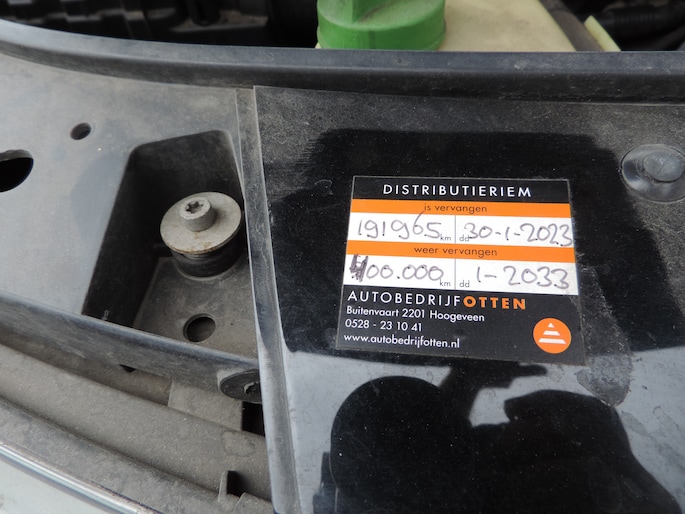 DISTRIBUTIERIEM
is vervangen
191965 km dd 30-1-2023
weer vervangen
400.000 km dd 1-2033
AUTOBEDRIJFOTTEN
Buitenvaart 2201 Hoogeveen
0528 - 23 10 41
www.autobedrijfotten.nl